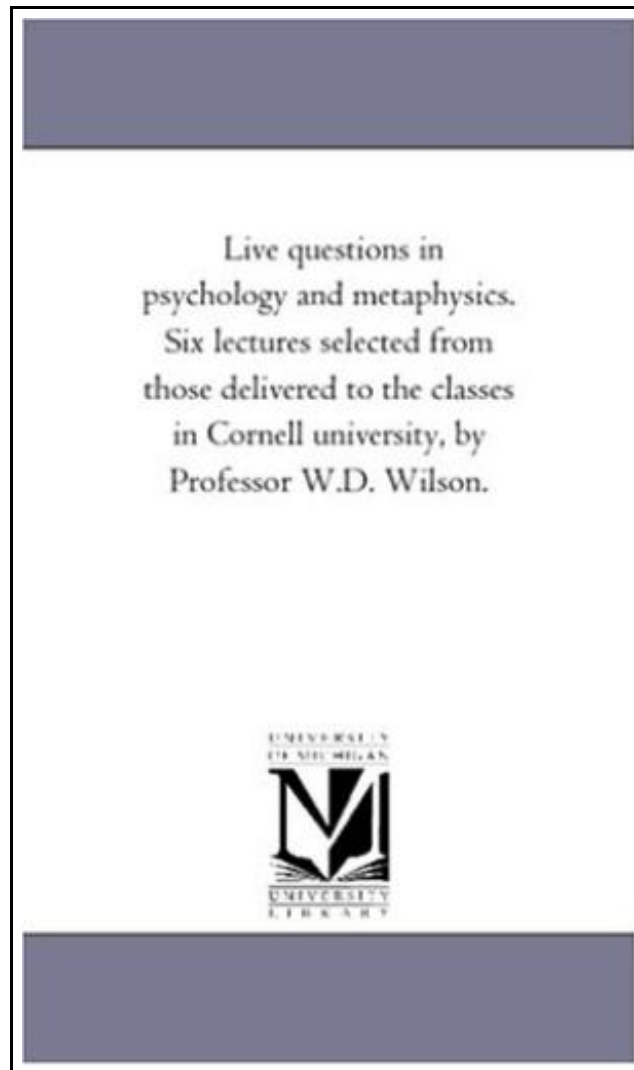 Live questions in
psychology and metaphysics.
Six lectures selected from
those delivered to the classes
in Cornell university, by
Professor W.D. Wilson.
UNIVERSITY
OF MICHIGAN
UNIVERSITY
LIBRARY